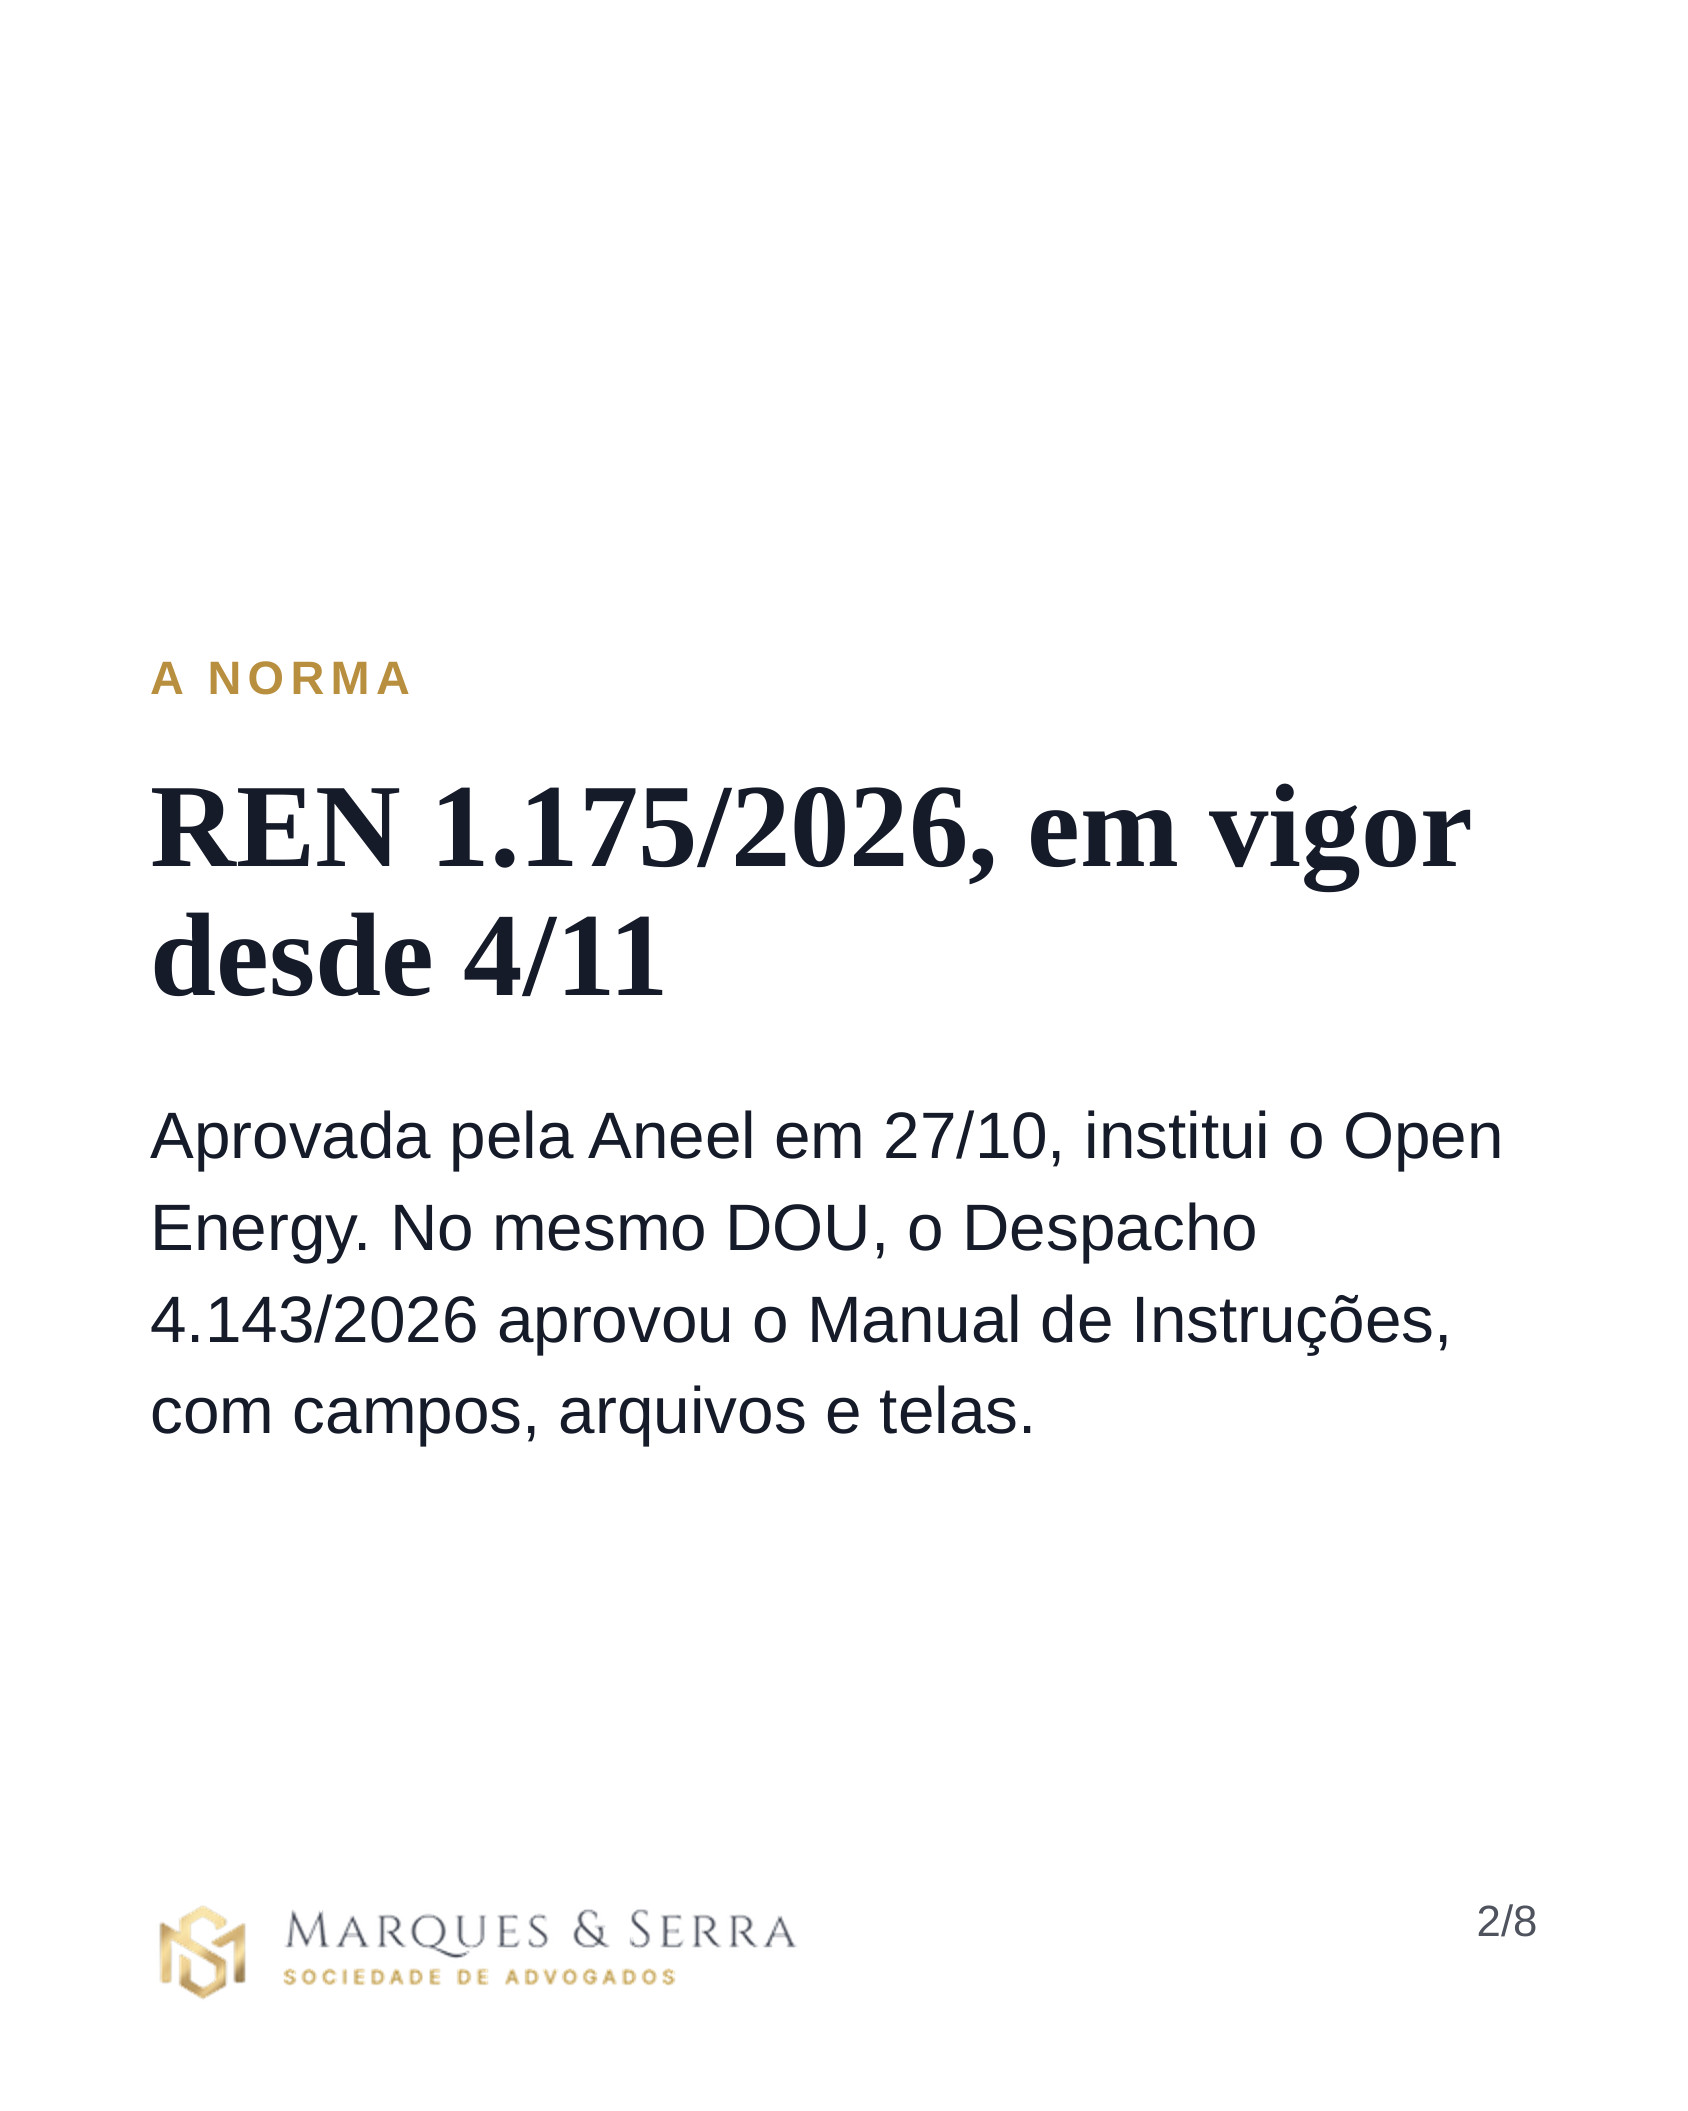 A NORMA
REN 1.175/2026, em vigor
desde 4/11
Aprovada pela Aneel em 27/10, institui o Open
Energy. No mesmo DOU, o Despacho
4.143/2026 aprovou o Manual de Instruções,
com campos, arquivos e telas.
MARQUES & SERRA
SOCIEDADE DE ADVOGADOS
2/8